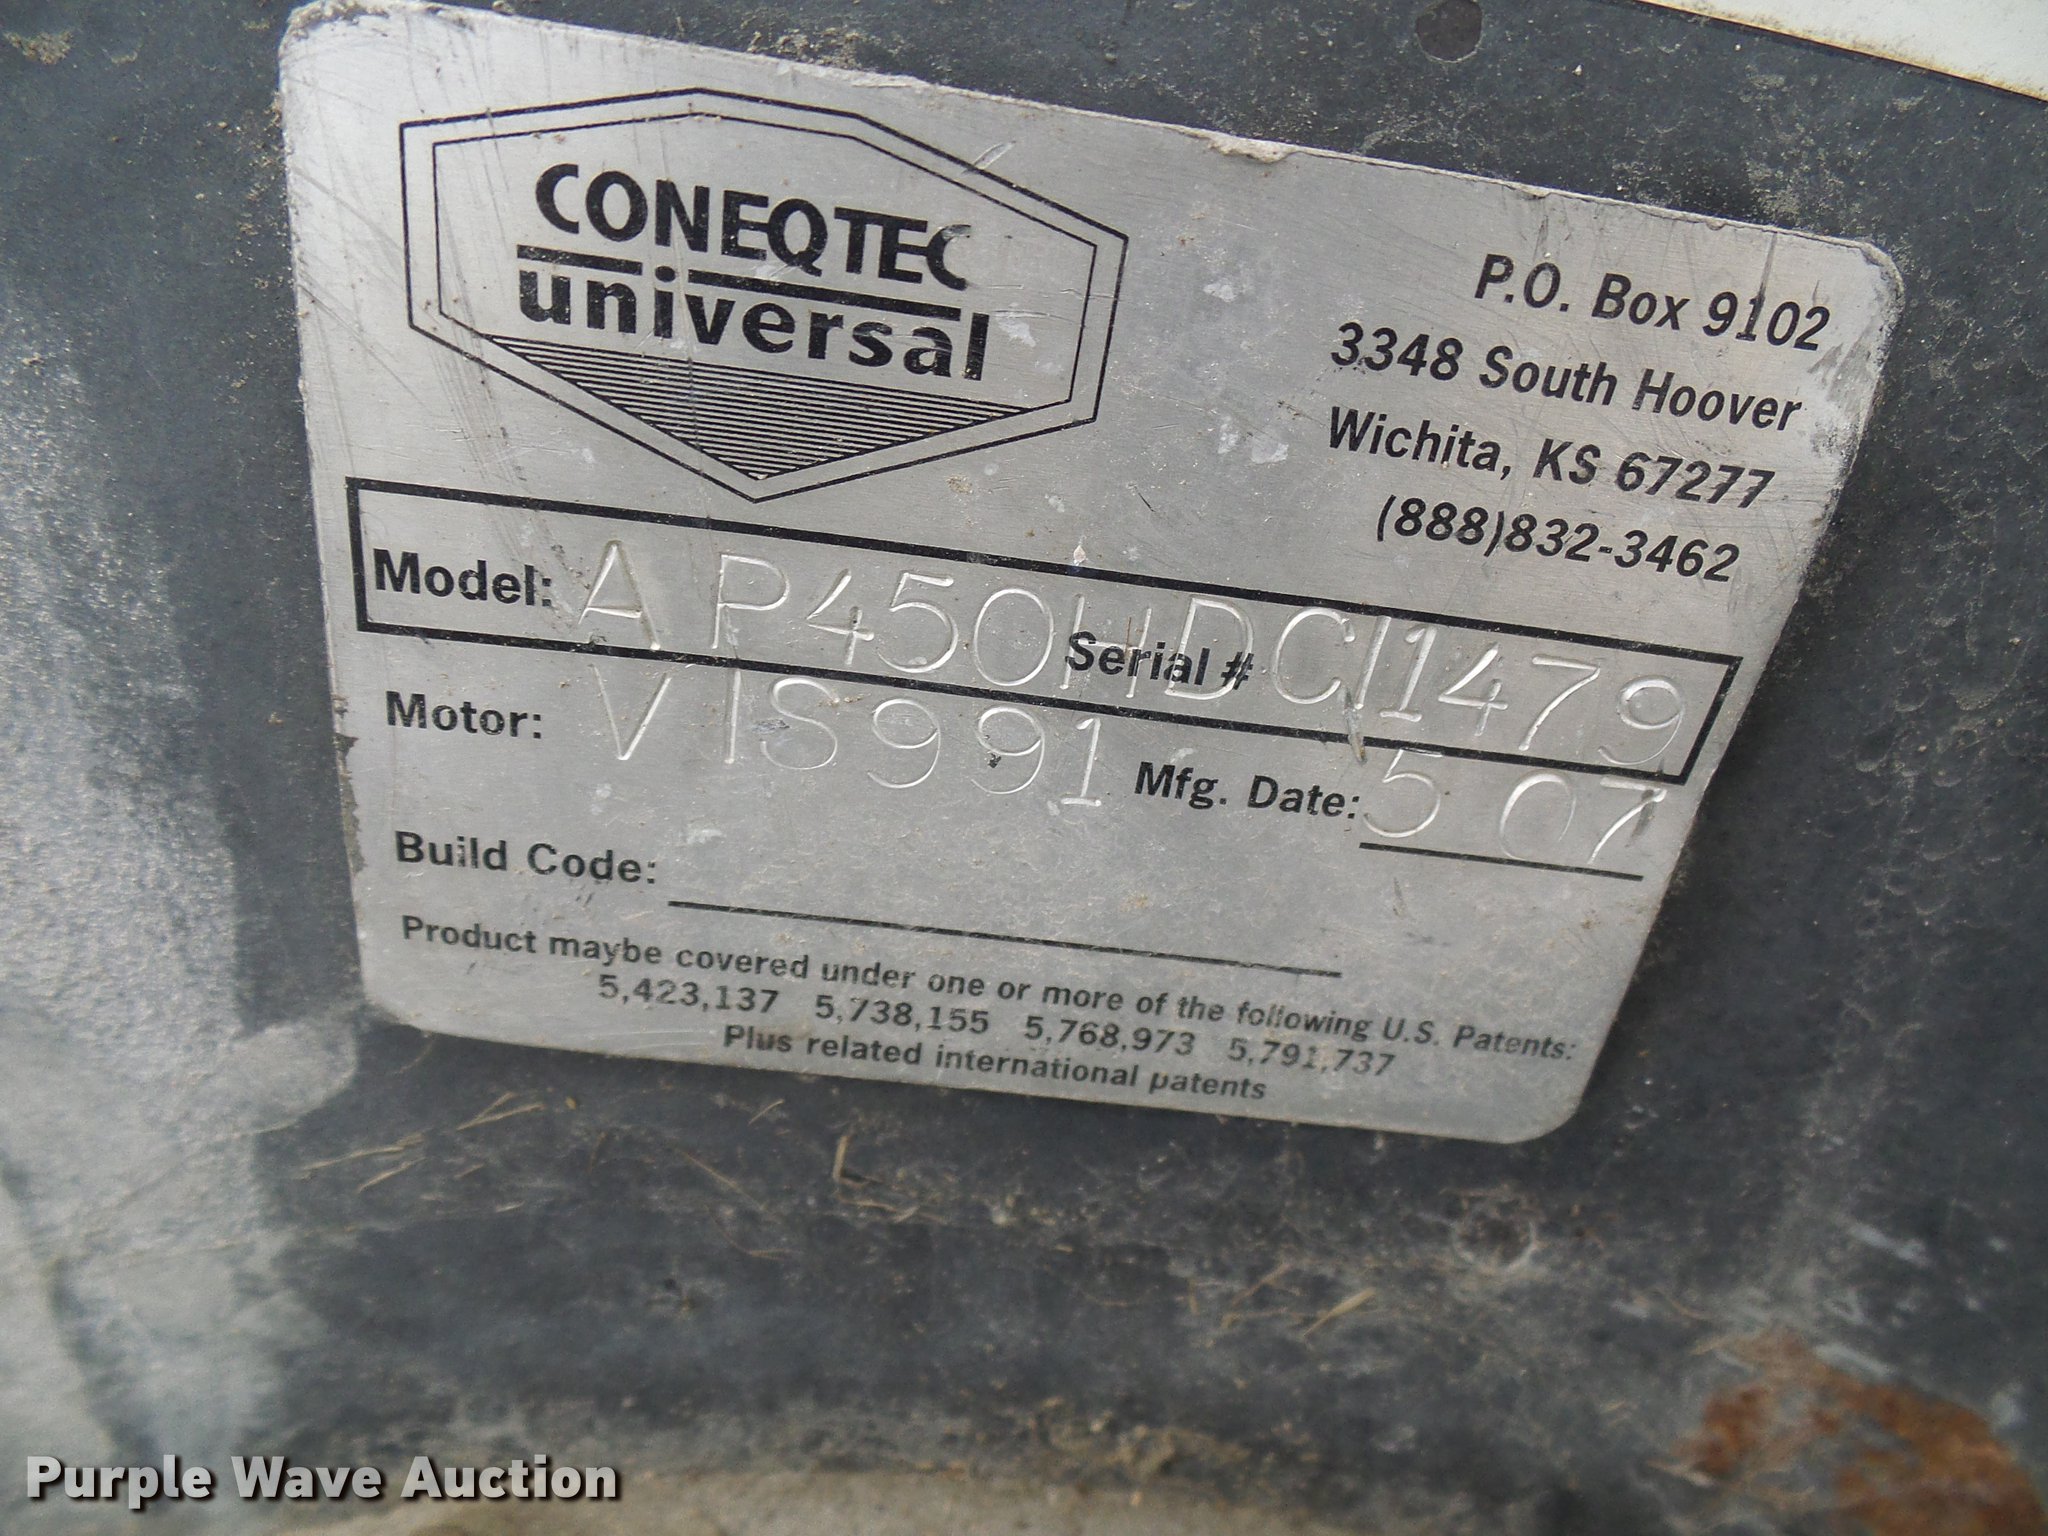 CONEQTEC
universal
P.O. Box 9102
3348 South Hoover
Wichita, KS 67277
(888)832-3462
Model: AP450HDC Serial # 11479
Motor: VIS991 Mfg. Date: 5 07
Build Code:
Product maybe covered under one or more of the following U.S. Patents:
5,423,137 5,738,155 5,768,973 5,791,737
Plus related international patents
Purple Wave Auction